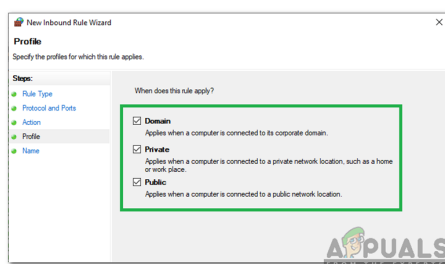 New Inbound Rule Wizard
Profile
Specify the profiles for which this rule applies.
Steps:
Rule Type
Protocol and Ports
Action
Profile
Name
When does this rule apply?
Domain
Applies when a computer is connected to its corporate domain.
Private
Applies when a computer is connected to a private network location, such as a home
or work place.
Public
Applies when a computer is connected to a public network location.
APPUALS